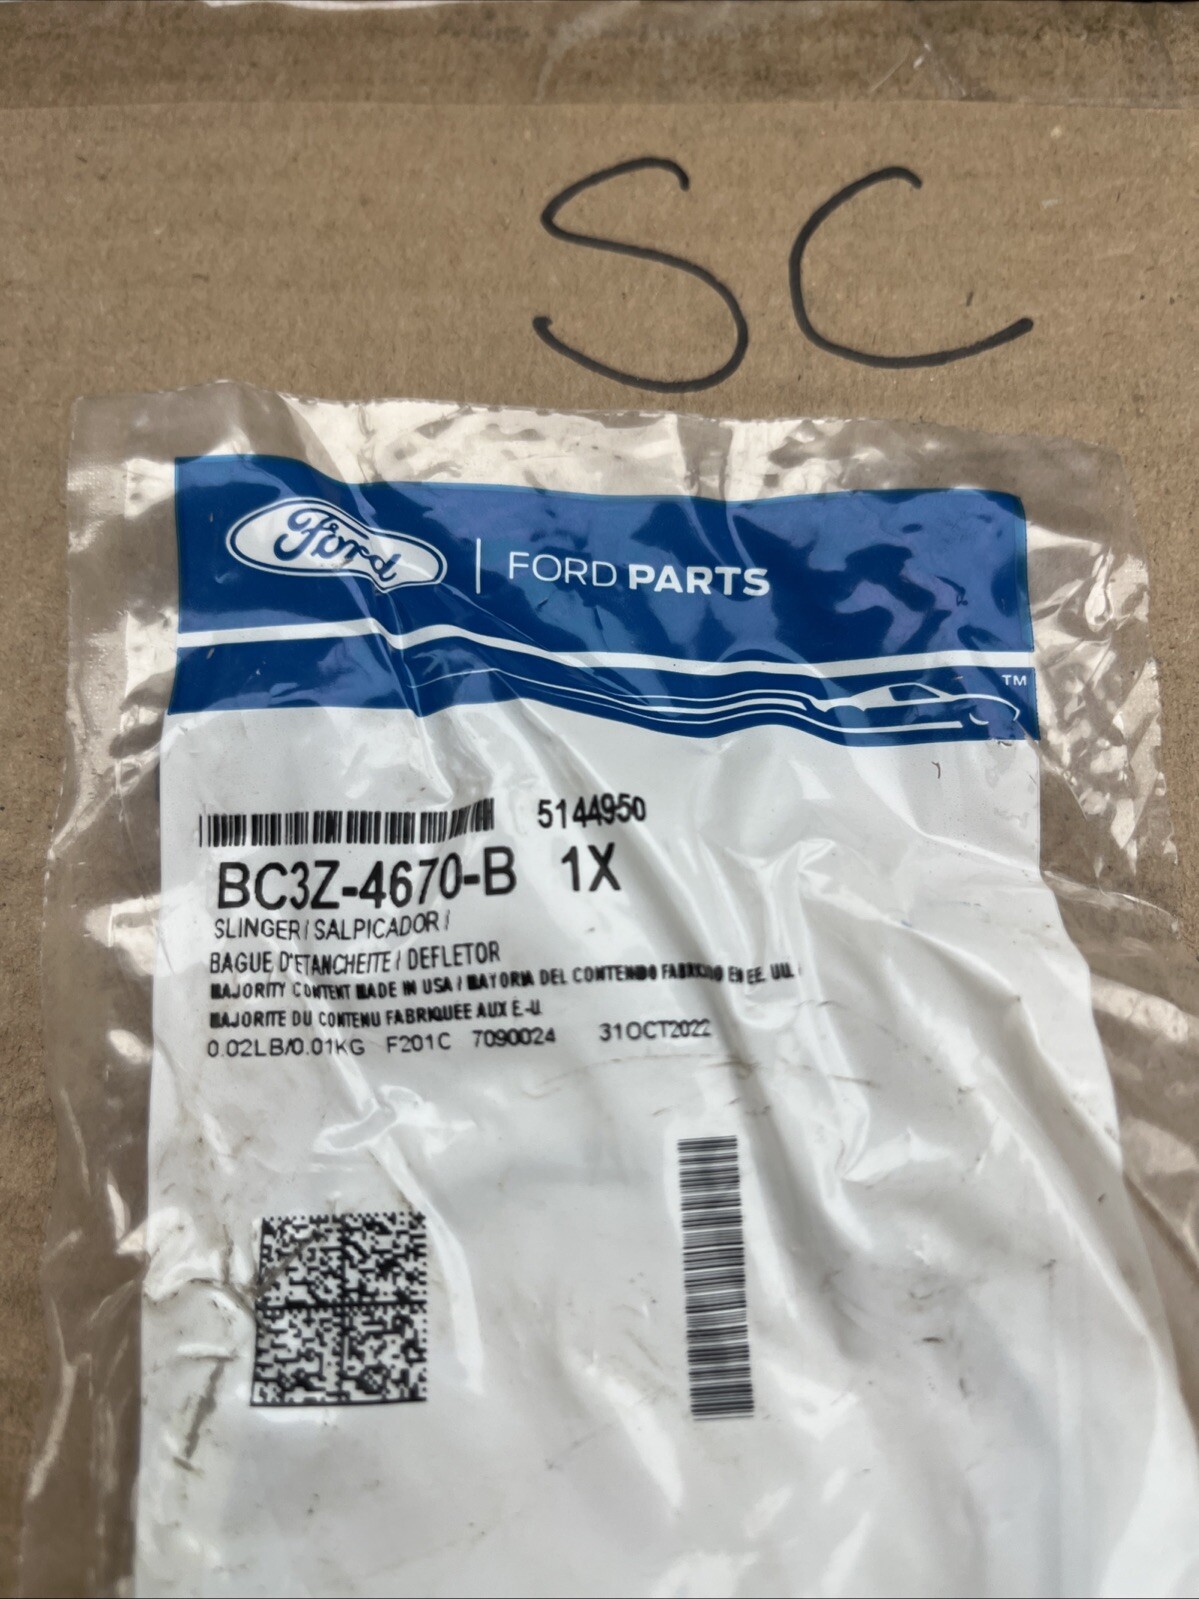 SC
Ford
FORD PARTS
TM
5144950
BC3Z-4670-B 1X
SLINGER / SALPICADOR /
BAGUE D'ETANCHEITE / DEFLETOR
MAJORITY CONTENT MADE IN USA / MAYORIA DEL CONTENIDO FABRICADO EN EE. UU. /
MAJORITE DU CONTENU FABRIQUEE AUX E.-U.
0.02LB/0.01KG F201C 7090024 31OCT2022